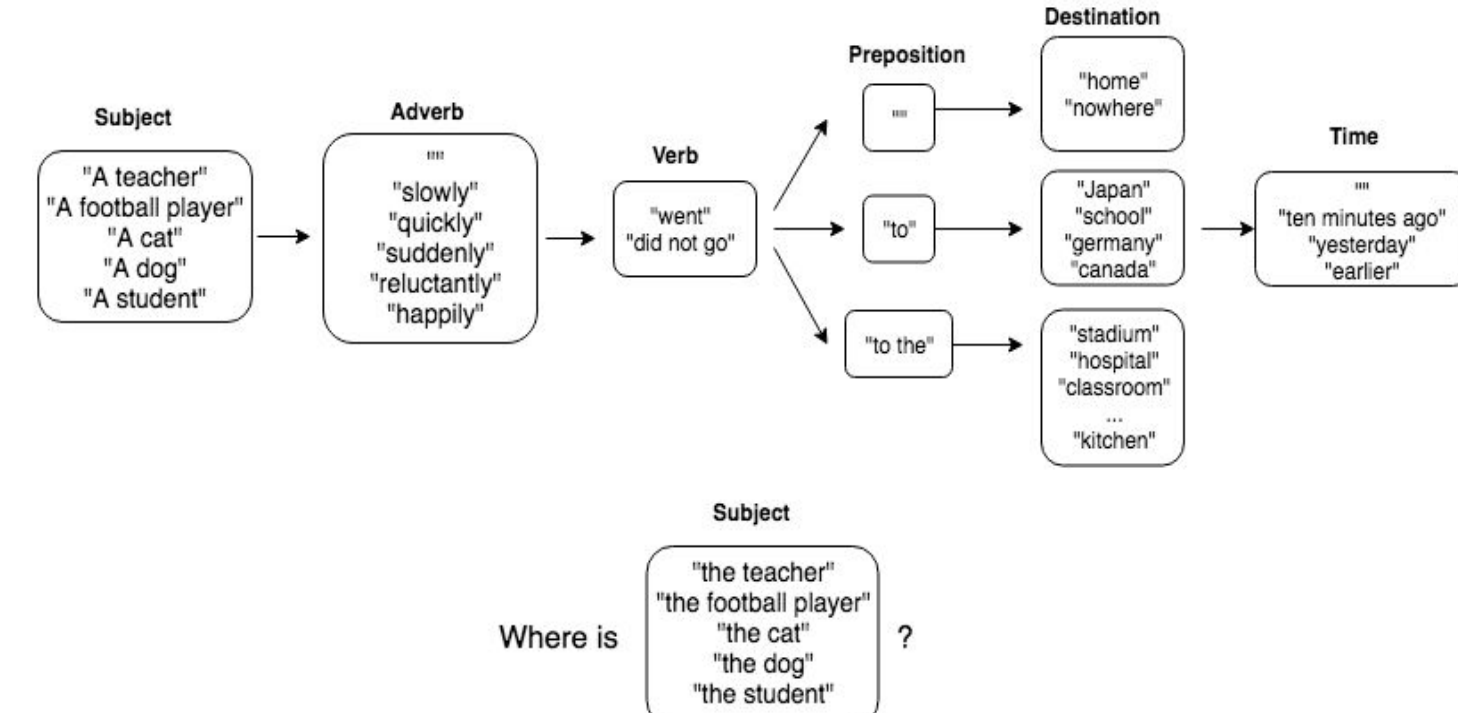 Subject
"A teacher"
"A football player"
"A cat"
"A dog"
"A student"
Adverb
""
"slowly"
"quickly"
"suddenly"
"reluctantly"
"happily"
Verb
"went"
"did not go"
Preposition
""
"to"
"to the"
Destination
"home"
"nowhere"
"Japan"
"school"
"germany"
"canada"
"stadium"
"hospital"
"classroom"
...
"kitchen"
Time
""
"ten minutes ago"
"yesterday"
"earlier"
Subject
Where is
"the teacher"
"the football player"
"the cat"
"the dog"
"the student"
?